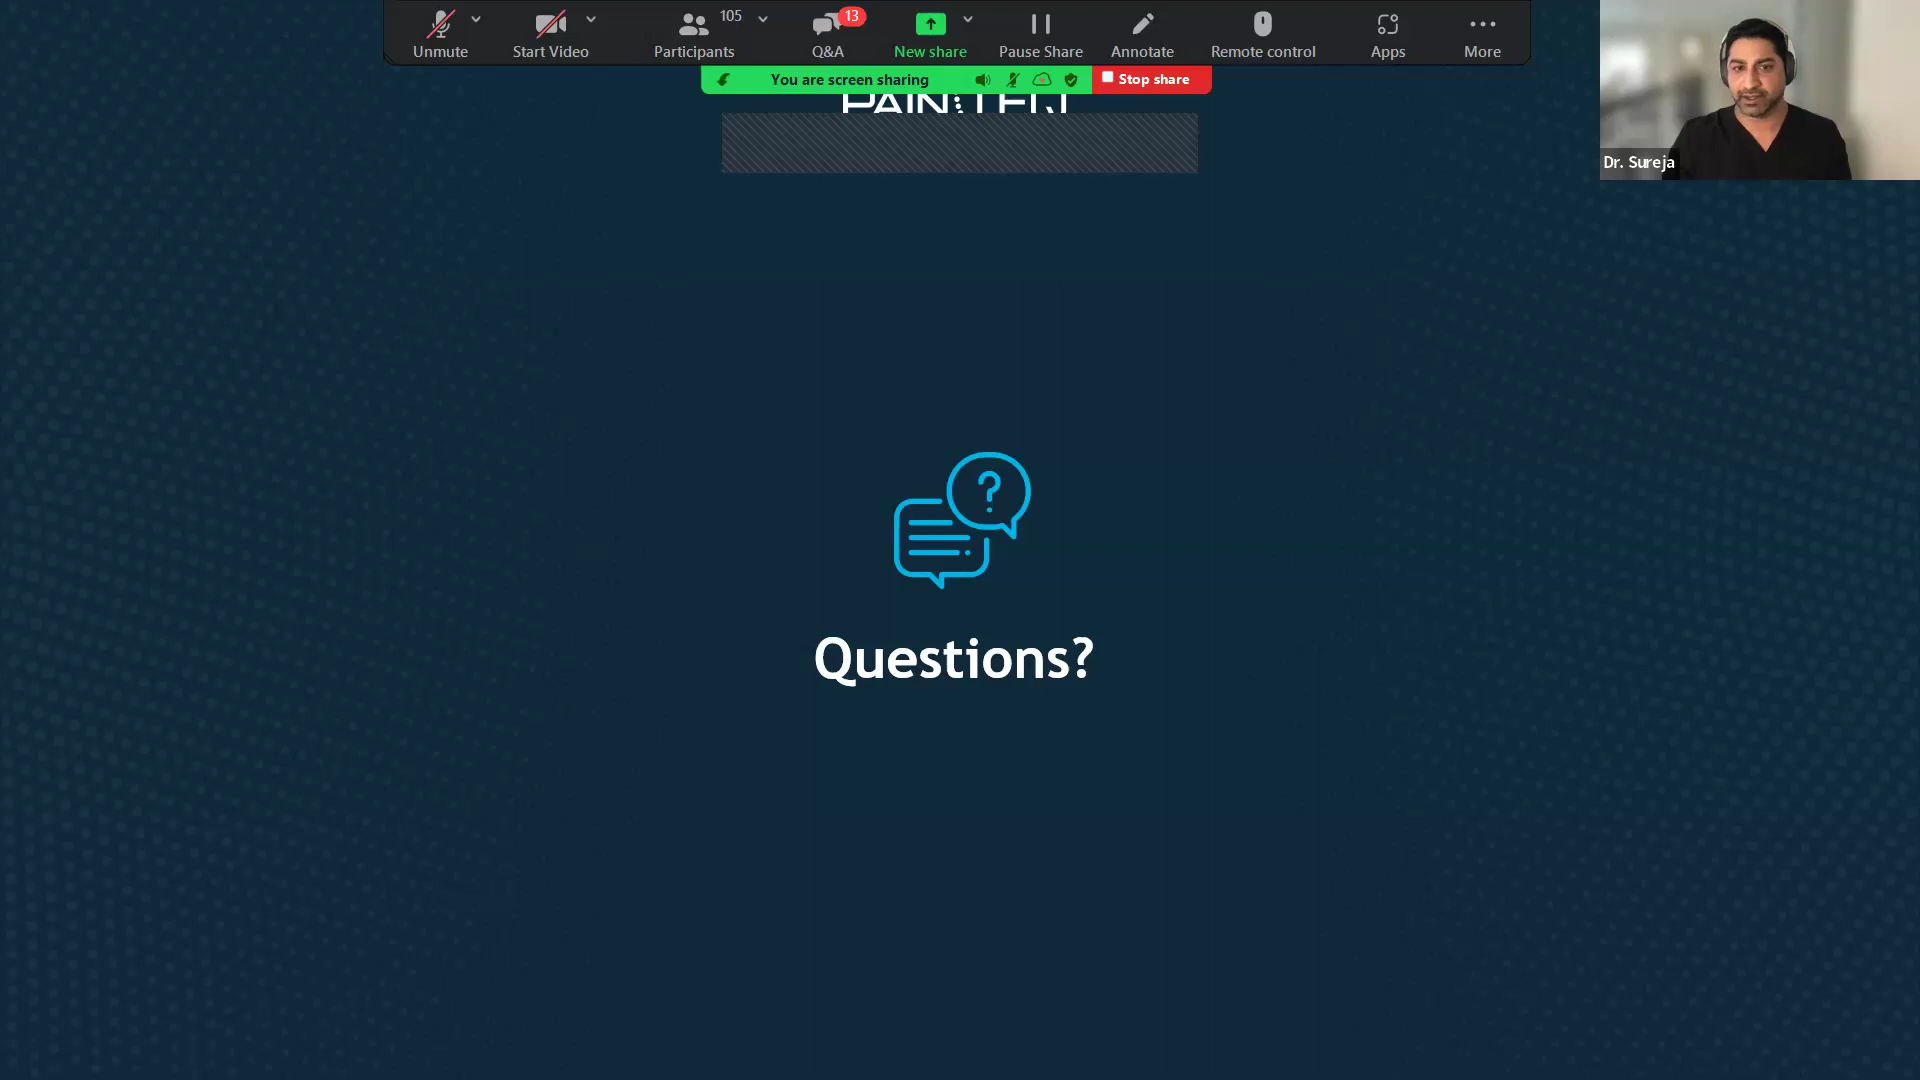 105
13
Unmute
Start Video
Participants
Q&A
New share
Pause Share
Annotate
Remote control
Apps
More
You are screen sharing
Stop share
Dr. Sureja
?
Questions?